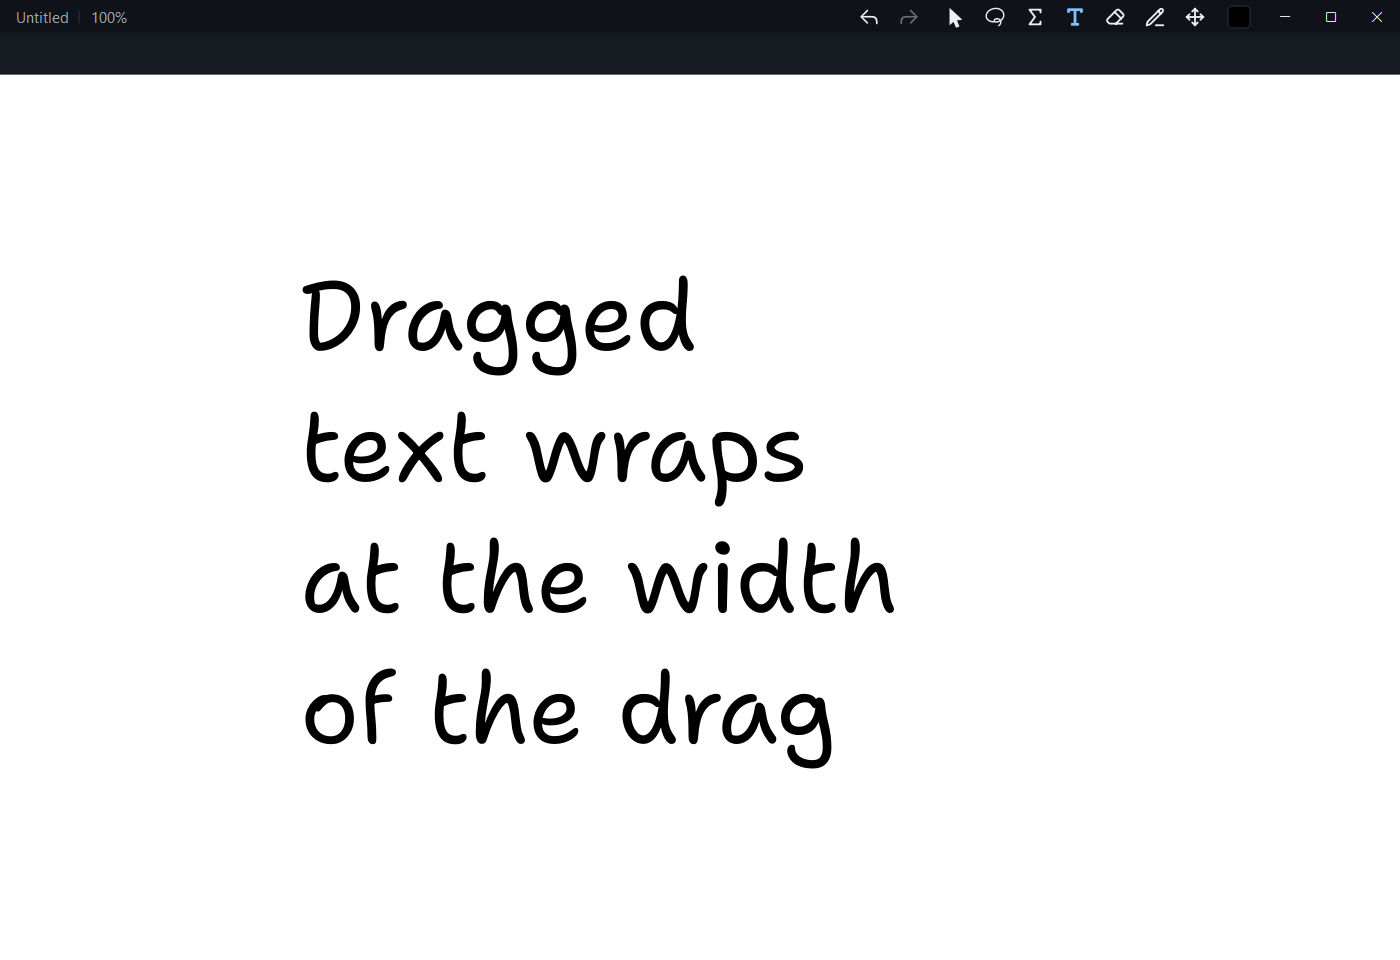 Untitled
100%
Dragged
text wraps
at the width
of the drag